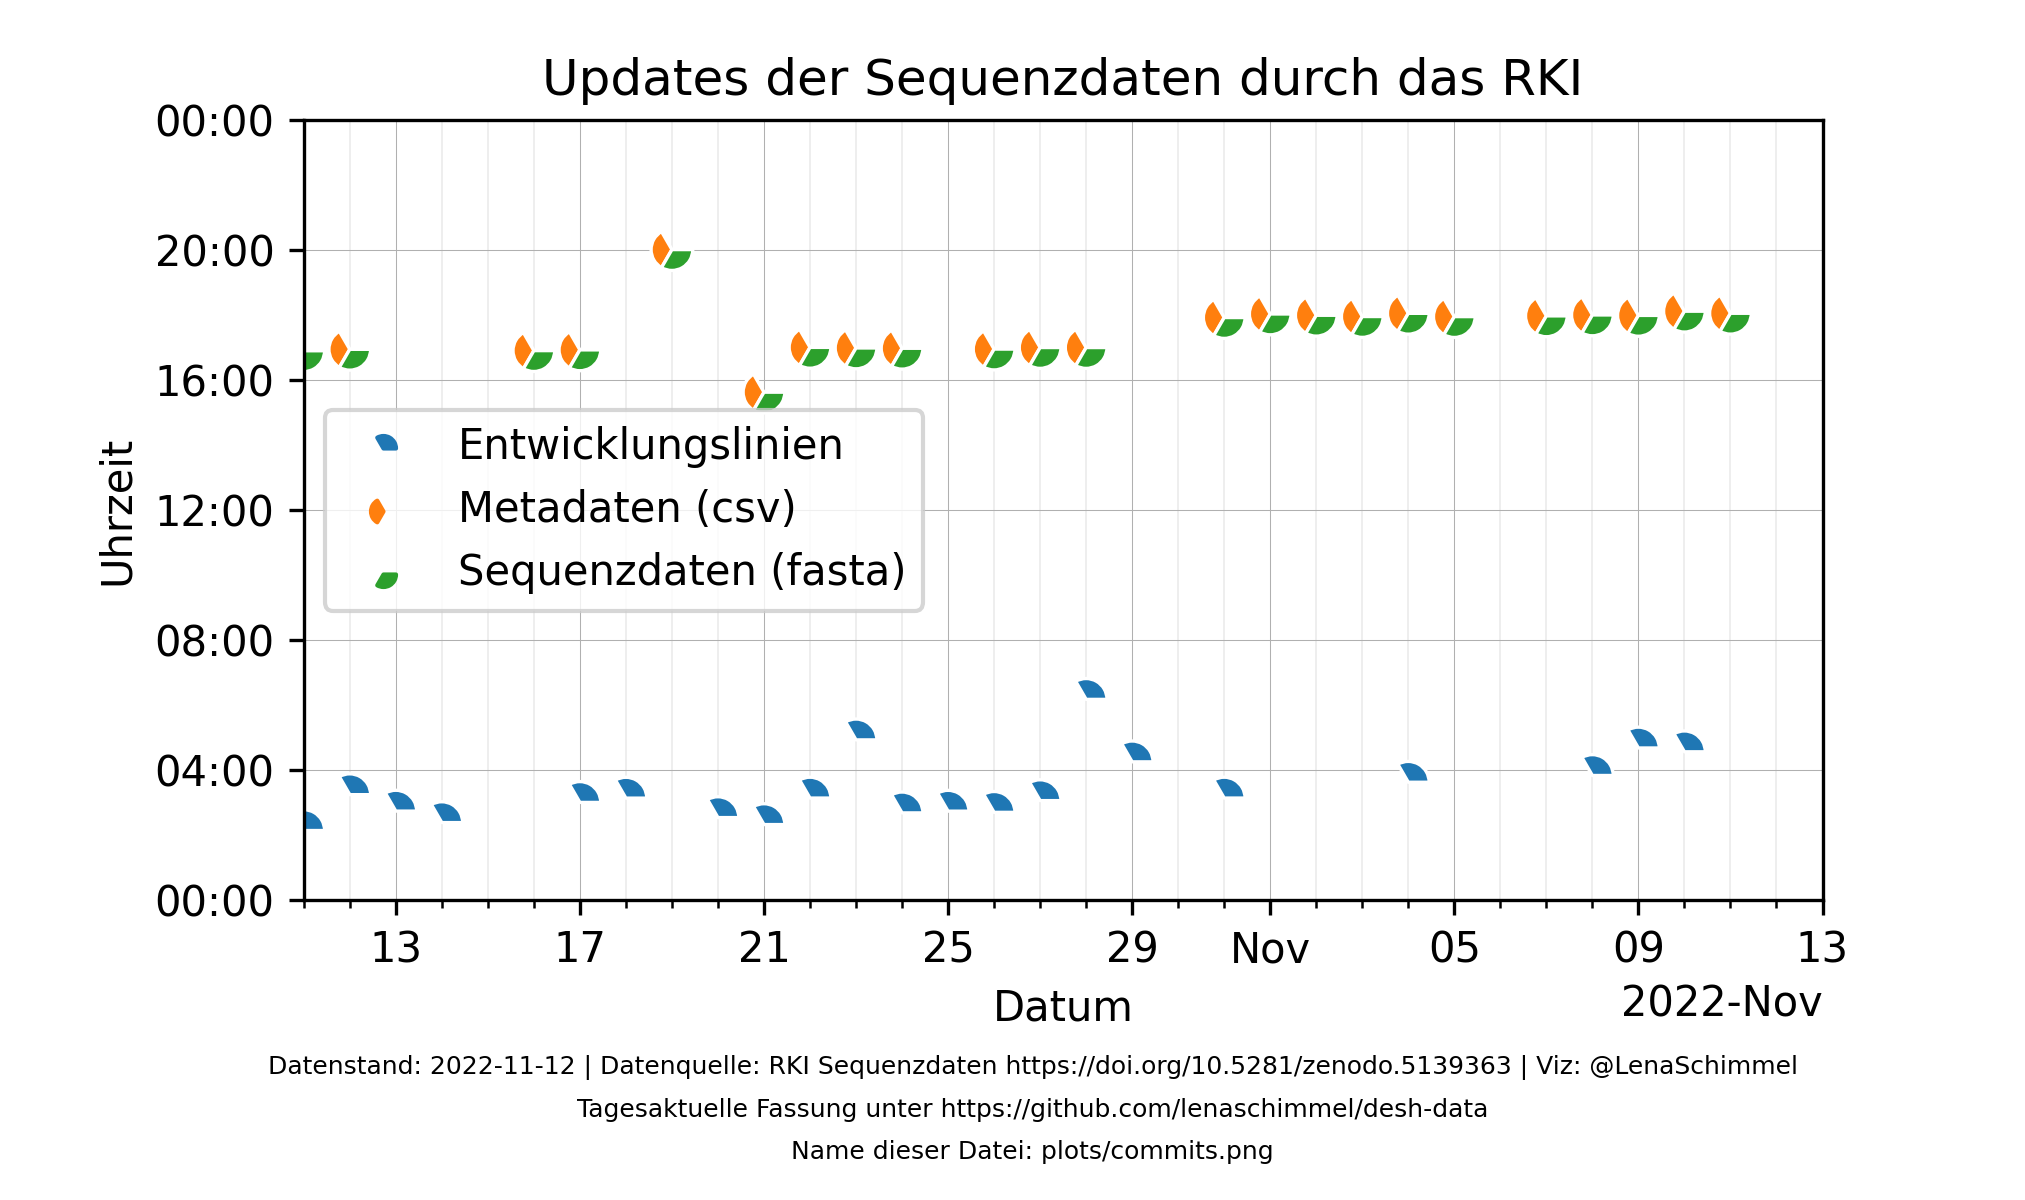 Updates der Sequenzdaten durch das RKI
00:00
20:00
16:00
12:00
08:00
04:00
00:00
Uhrzeit
Entwicklungslinien
Metadaten (csv)
Sequenzdaten (fasta)
13 17 21 25 29 Nov 05 09 13
Datum
2022-Nov
Datenstand: 2022-11-12 | Datenquelle: RKI Sequenzdaten https://doi.org/10.5281/zenodo.5139363 | Viz: @LenaSchimmel
Tagesaktuelle Fassung unter https://github.com/lenaschimmel/desh-data
Name dieser Datei: plots/commits.png